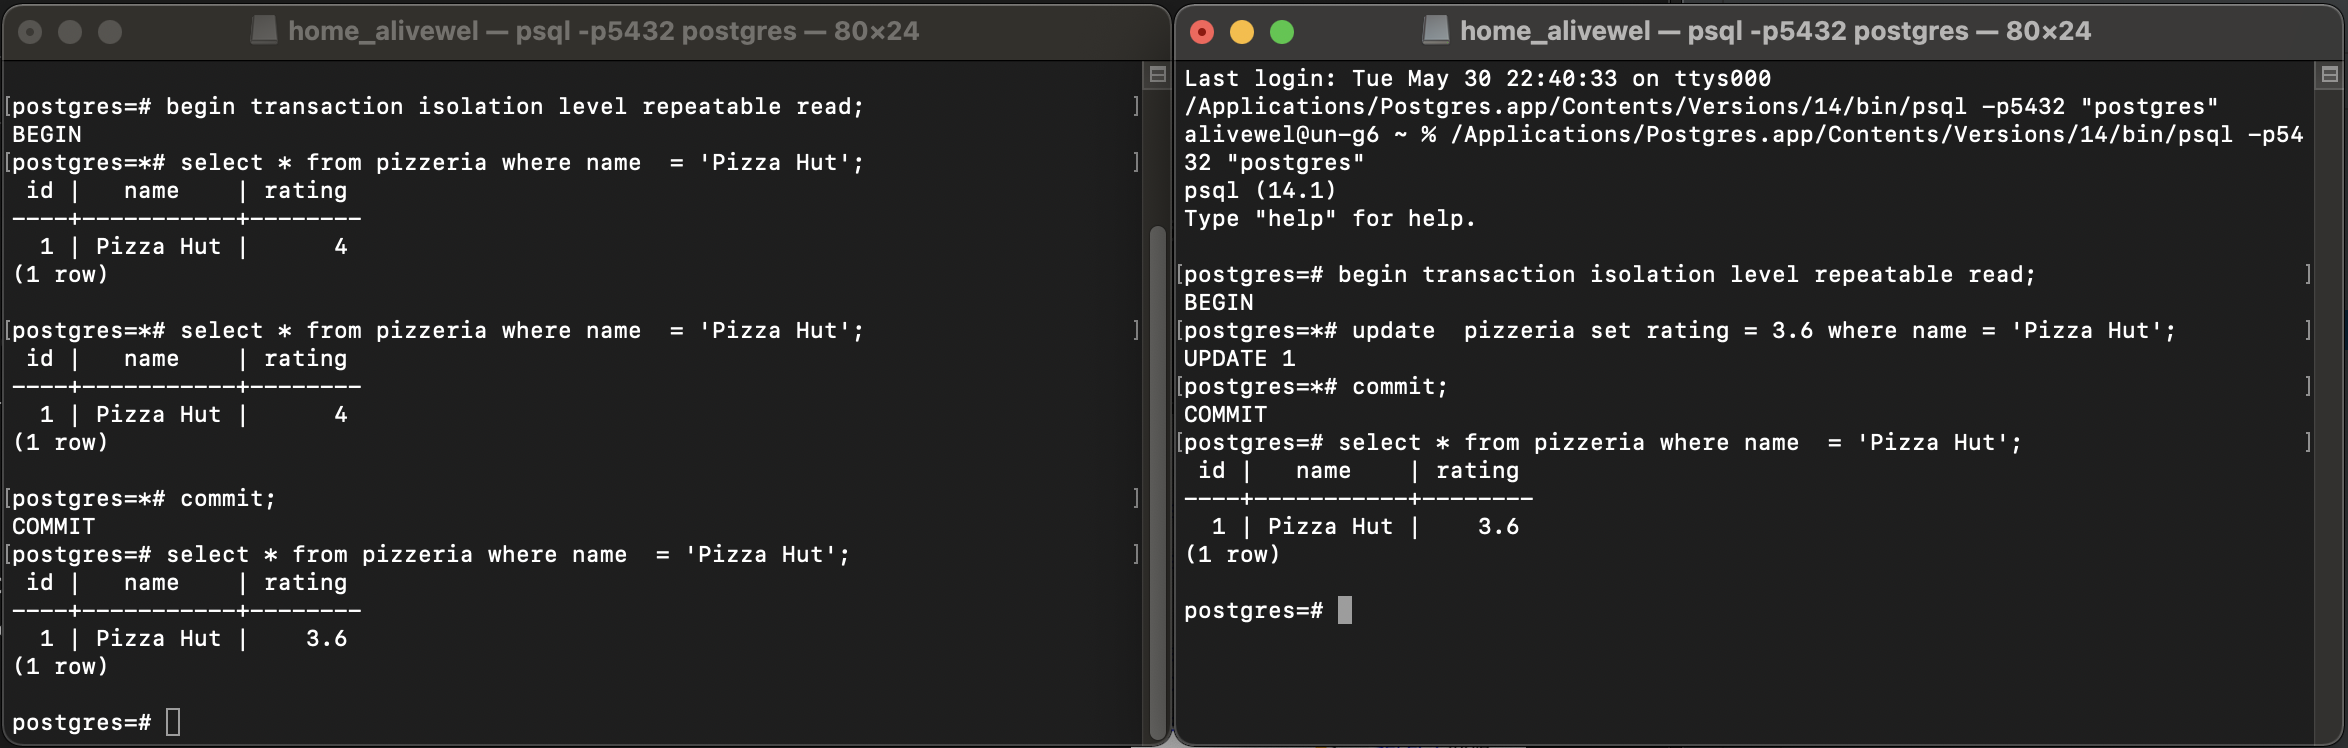 home_alivewel — psql -p5432 postgres — 80×24
postgres=# begin transaction isolation level repeatable read;
BEGIN
postgres=*# select * from pizzeria where name  = 'Pizza Hut';
 id |   name    | rating
----+-----------+--------
  1 | Pizza Hut |      4
(1 row)
postgres=*# select * from pizzeria where name  = 'Pizza Hut';
 id |   name    | rating
----+-----------+--------
  1 | Pizza Hut |      4
(1 row)
postgres=*# commit;
COMMIT
postgres=# select * from pizzeria where name  = 'Pizza Hut';
 id |   name    | rating
----+-----------+--------
  1 | Pizza Hut |    3.6
(1 row)
postgres=#
home_alivewel — psql -p5432 postgres — 80×24
Last login: Tue May 30 22:40:33 on ttys000
/Applications/Postgres.app/Contents/Versions/14/bin/psql -p5432 "postgres"
alivewel@un-g6 ~ % /Applications/Postgres.app/Contents/Versions/14/bin/psql -p54
32 "postgres"
psql (14.1)
Type "help" for help.
postgres=# begin transaction isolation level repeatable read;
BEGIN
postgres=*# update  pizzeria set rating = 3.6 where name = 'Pizza Hut';
UPDATE 1
postgres=*# commit;
COMMIT
postgres=# select * from pizzeria where name  = 'Pizza Hut';
 id |   name    | rating
----+-----------+--------
  1 | Pizza Hut |    3.6
(1 row)
postgres=#